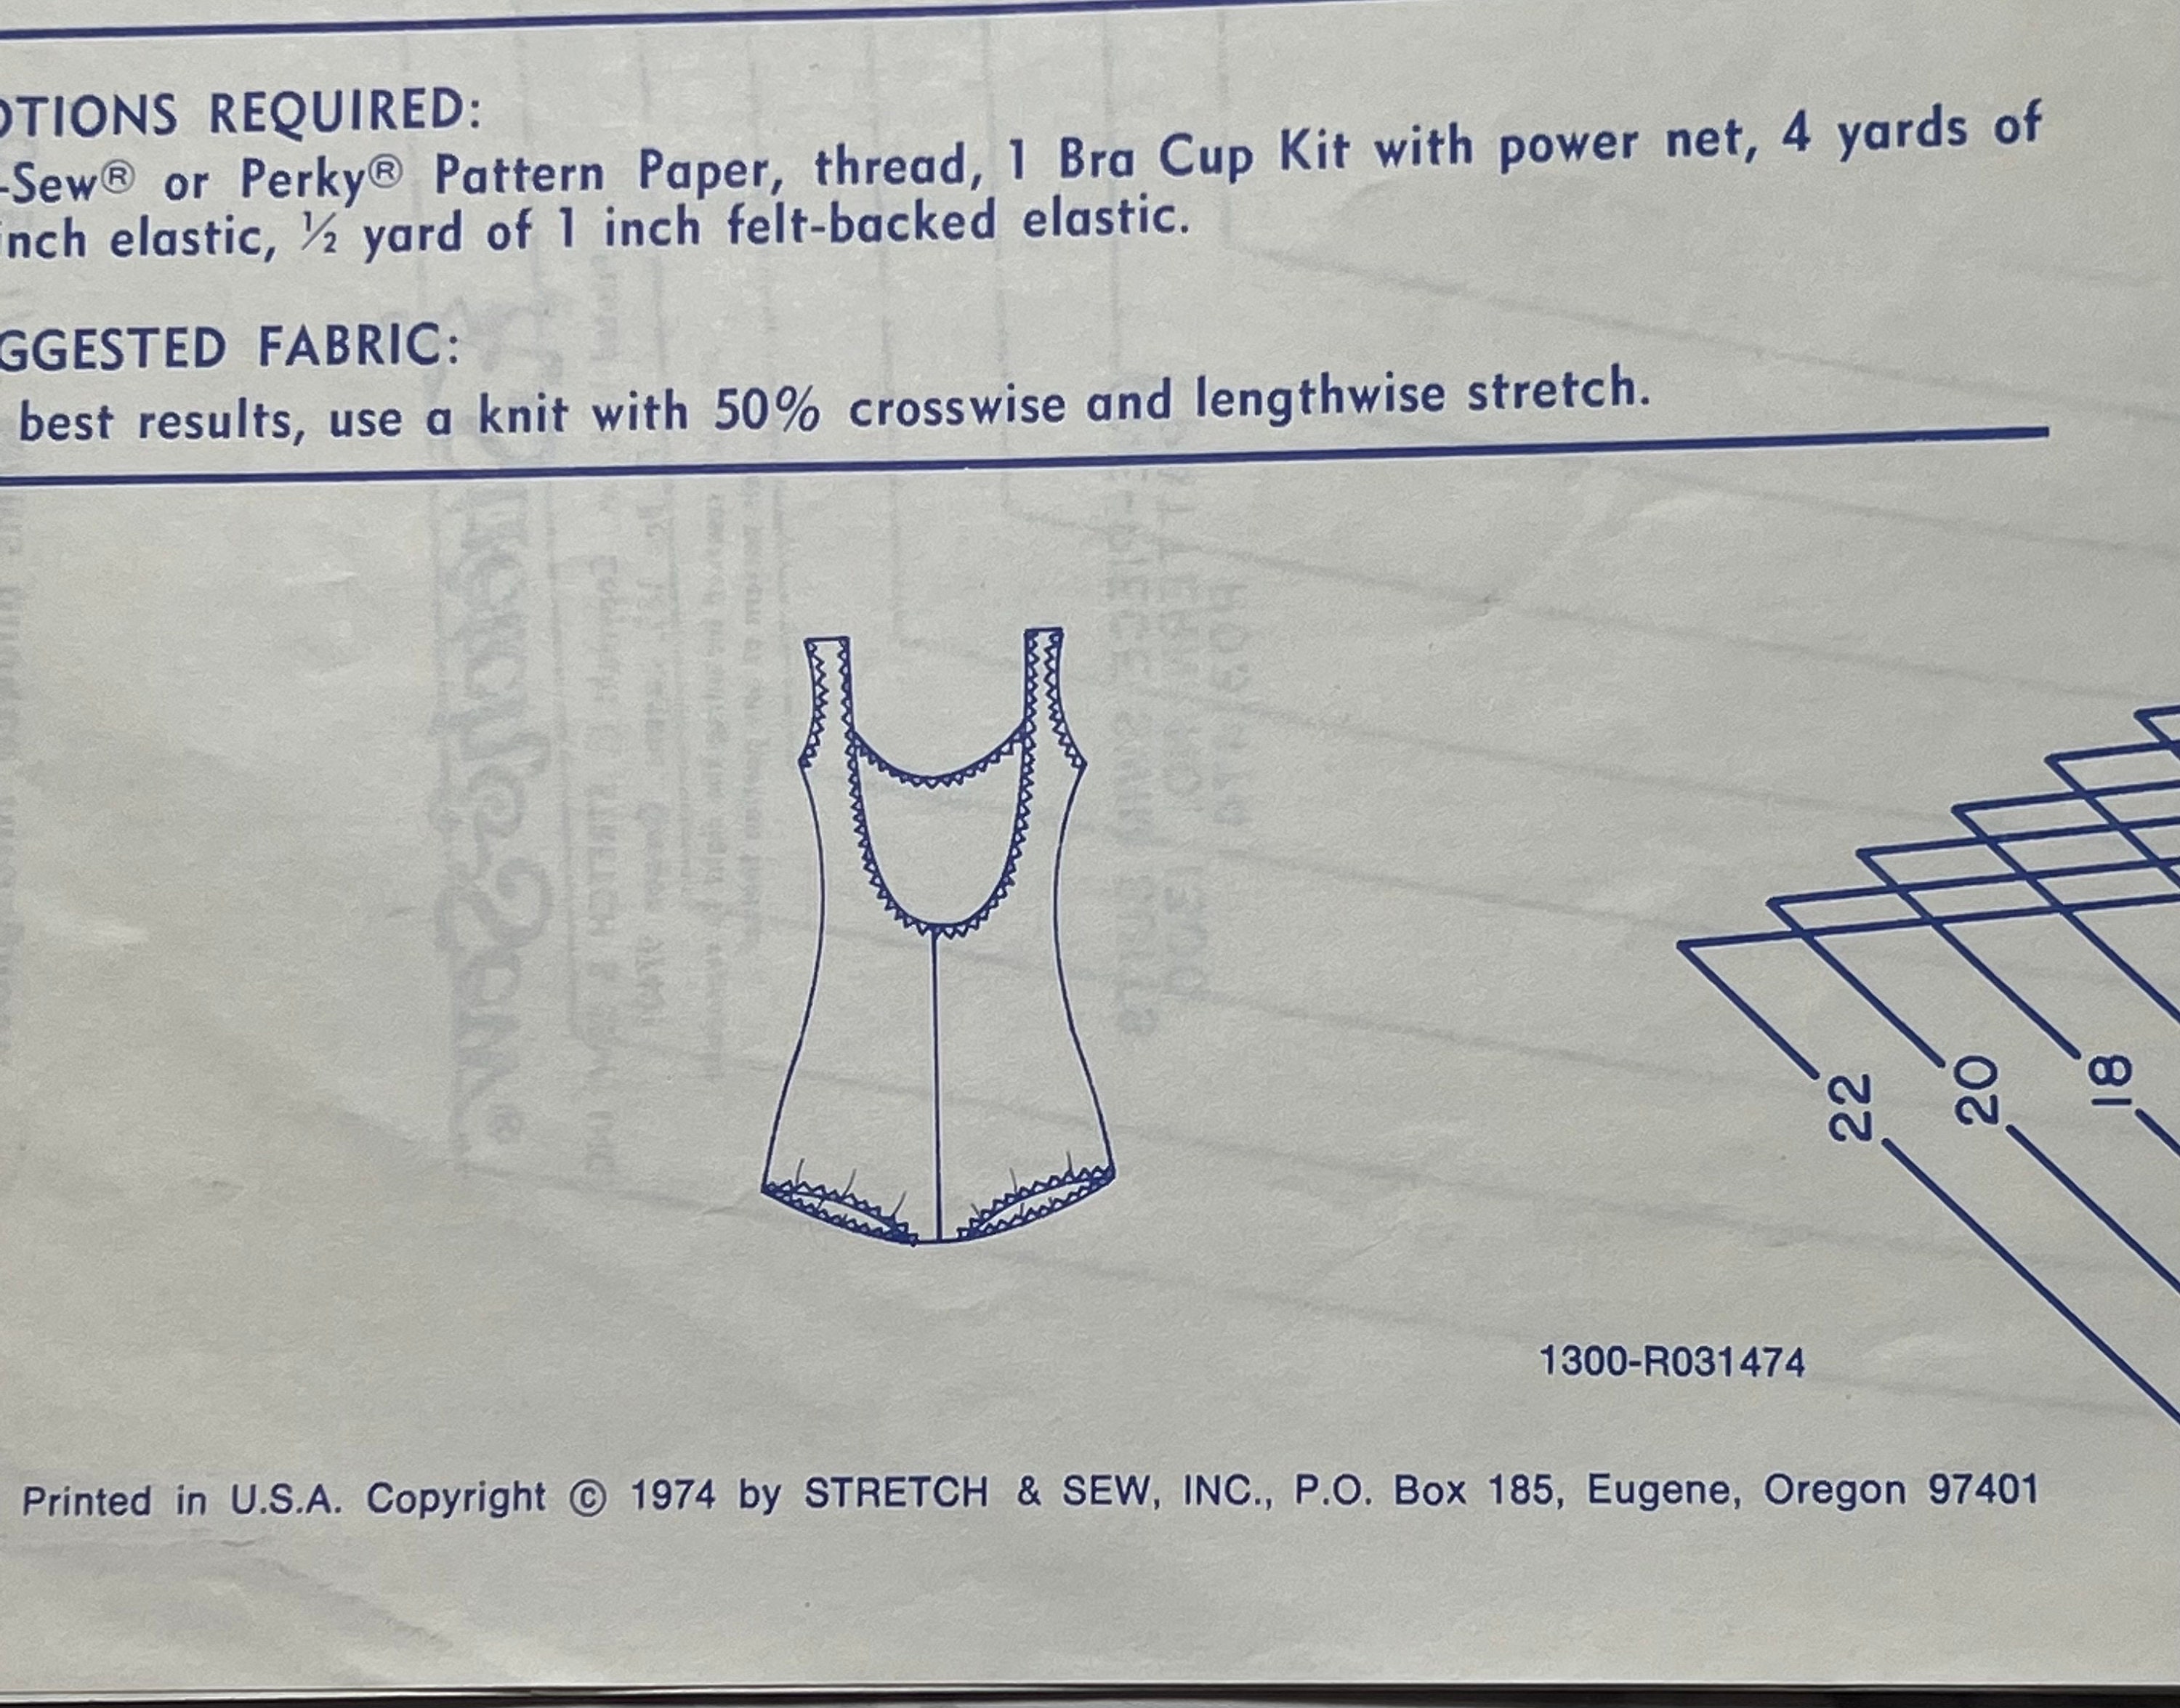 OTIONS REQUIRED:
-Sew® or Perky® Pattern Paper, thread, 1 Bra Cup Kit with power net, 4 yards of
inch elastic, ½ yard of 1 inch felt-backed elastic.
GGESTED FABRIC:
best results, use a knit with 50% crosswise and lengthwise stretch.
22
20
18
1300-R031474
Printed in U.S.A. Copyright © 1974 by STRETCH & SEW, INC., P.O. Box 185, Eugene, Oregon 97401